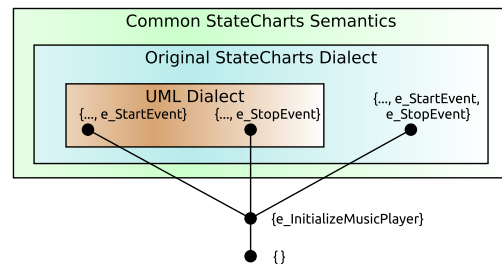 Common StateCharts Semantics
Original StateCharts Dialect
UML Dialect
{..., e_StartEvent}
{..., e_StopEvent}
{..., e_StartEvent,
e_StopEvent}
{e_InitializeMusicPlayer}
{ }